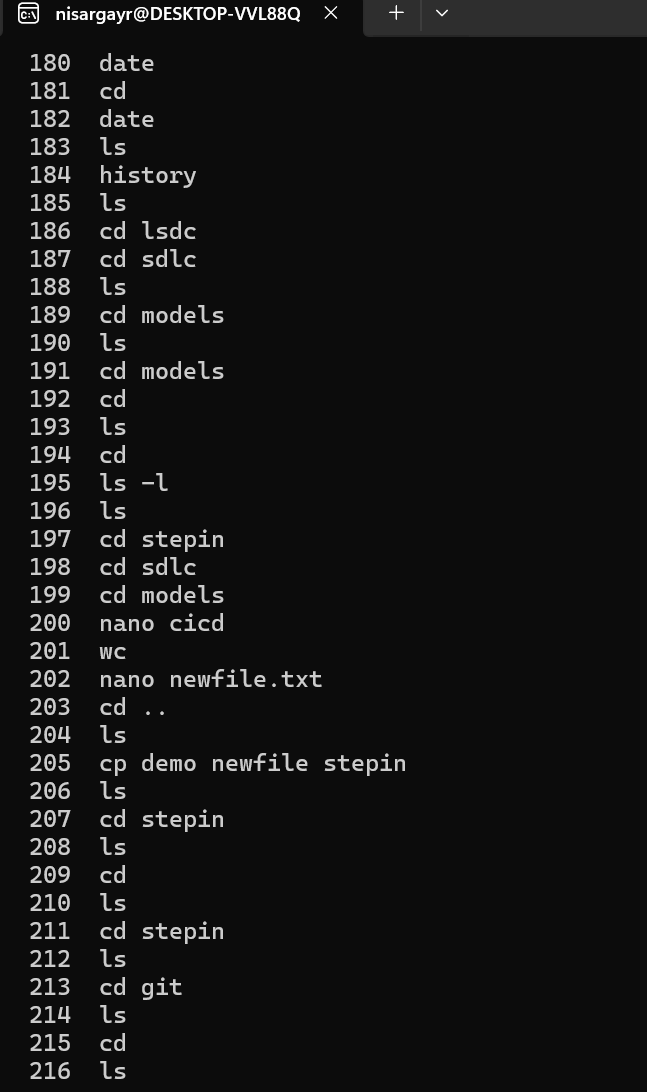 nisargayr@DESKTOP-VVL88Q
180 date
181 cd
182 date
183 ls
184 history
185 ls
186 cd lsdc
187 cd sdlc
188 ls
189 cd models
190 ls
191 cd models
192 cd
193 ls
194 cd
195 ls -l
196 ls
197 cd stepin
198 cd sdlc
199 cd models
200 nano cicd
201 wc
202 nano newfile.txt
203 cd ..
204 ls
205 cp demo newfile stepin
206 ls
207 cd stepin
208 ls
209 cd
210 ls
211 cd stepin
212 ls
213 cd git
214 ls
215 cd
216 ls